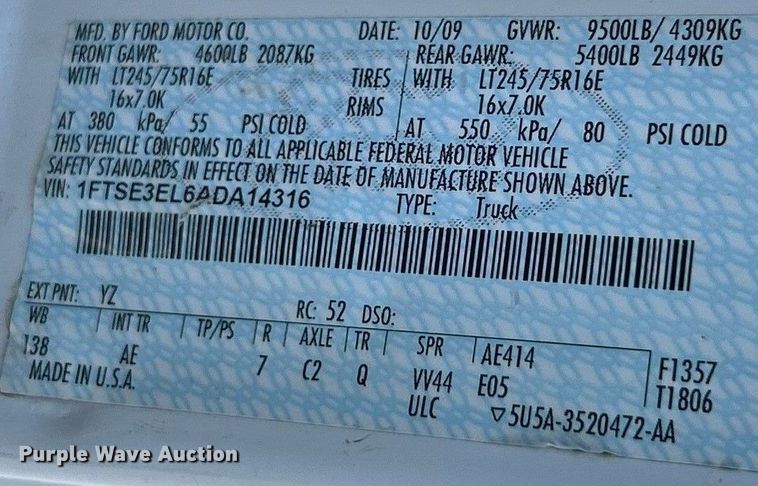 MFD. BY FORD MOTOR CO. DATE: 10/09 GVWR: 9500LB/ 4309KG
FRONT GAWR: 4600LB 2087KG REAR GAWR: 5400LB 2449KG
WITH LT245/75R16E TIRES WITH LT245/75R16E
16x7.0K RIMS 16x7.0K
AT 380 kPa/ 55 PSI COLD AT 550 kPa/ 80 PSI COLD
THIS VEHICLE CONFORMS TO ALL APPLICABLE FEDERAL MOTOR VEHICLE
SAFETY STANDARDS IN EFFECT ON THE DATE OF MANUFACTURE SHOWN ABOVE.
VIN: 1FTSE3EL6ADA14316 TYPE: Truck
EXT PNT: YZ RC: 52 DSO:
WB INT TR TP/PS R AXLE TR SPR AE414 F1357
138 AE 7 C2 Q VV44 E05 T1806
MADE IN U.S.A. ULC ▽5U5A-3520472-AA
Purple Wave Auction